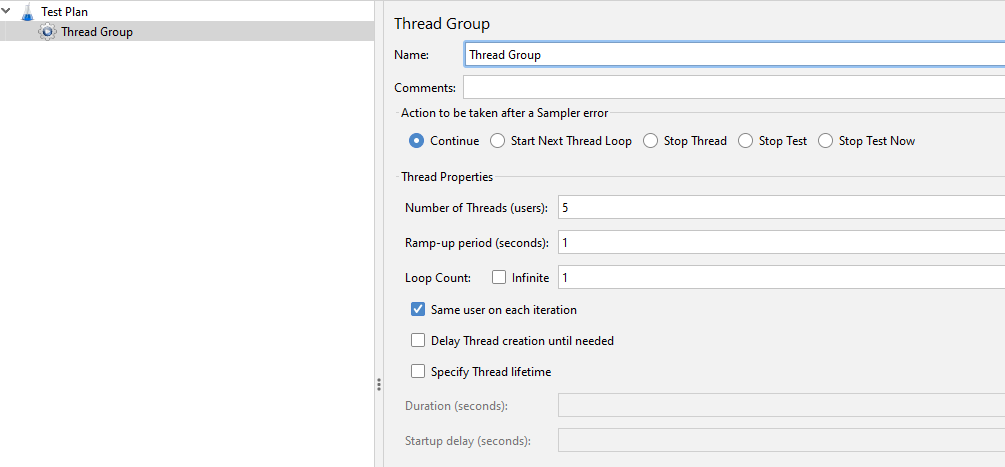 Test Plan
Thread Group
Thread Group
Name: Thread Group
Comments:
Action to be taken after a Sampler error
Continue Start Next Thread Loop Stop Thread Stop Test Stop Test Now
Thread Properties
Number of Threads (users): 5
Ramp-up period (seconds): 1
Loop Count: Infinite 1
Same user on each iteration
Delay Thread creation until needed
Specify Thread lifetime
Duration (seconds):
Startup delay (seconds):